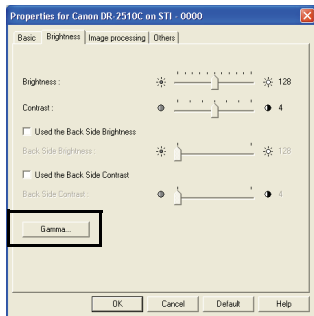 Properties for Canon DR-2510C on STI - 0000
Basic Brightness Image processing Others
Brightness : 128
Contrast : 4
Used the Back Side Brightness
Back Side Brightness : 128
Used the Back Side Contrast
Back Side Contrast : 4
Gamma...
OK Cancel Default Help